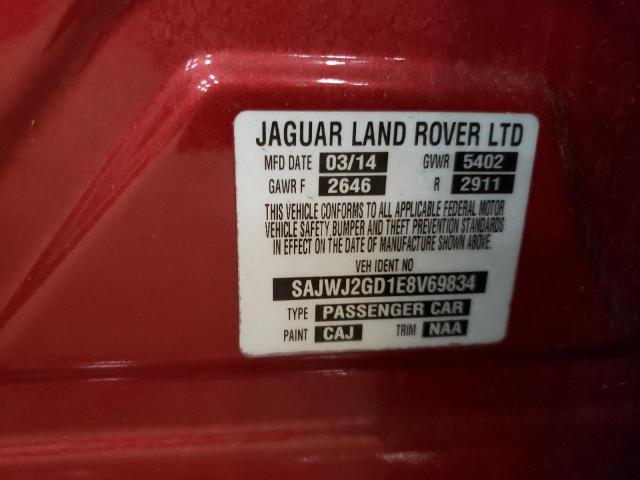 JAGUAR LAND ROVER LTD
MFD DATE 03/14 GVWR 5402
GAWR F 2646 R 2911
THIS VEHICLE CONFORMS TO ALL APPLICABLE FEDERAL MOTOR
VEHICLE SAFETY, BUMPER AND THEFT PREVENTION STANDARDS
IN EFFECT ON THE DATE OF MANUFACTURE SHOWN ABOVE.
VEH IDENT NO
SAJWJ2GD1E8V69834
TYPE PASSENGER CAR
PAINT CAJ TRIM NAA